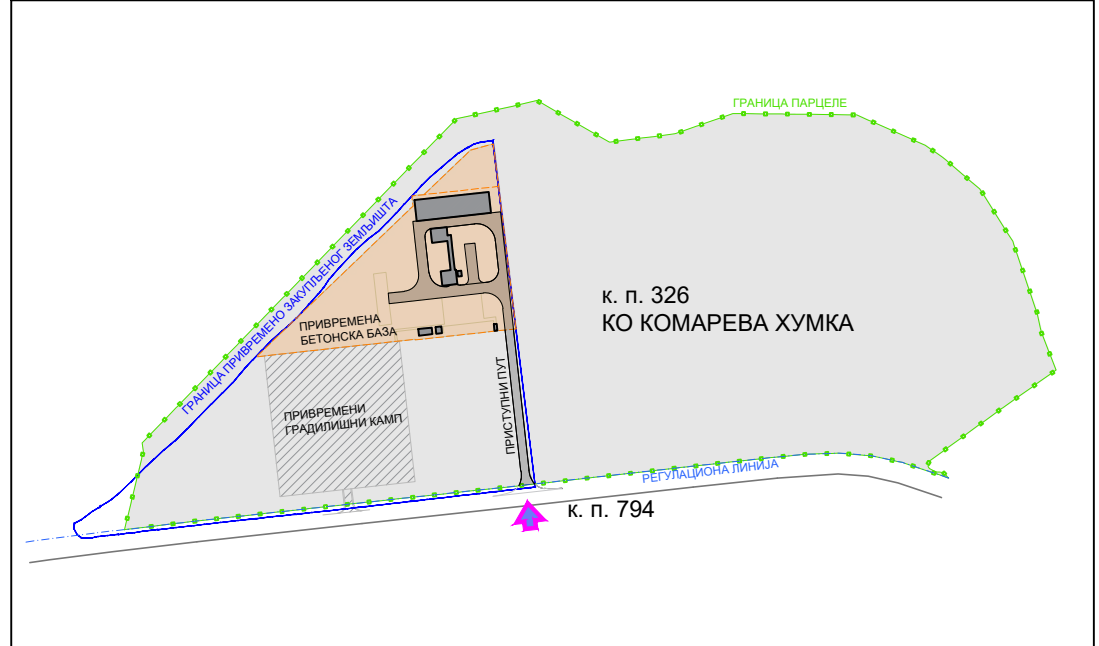 ГРАНИЦА ПАРЦЕЛЕ
ГРАНИЦА ПРИВРЕМЕНО ЗАКУПЉЕНОГ ЗЕМЉИШТА
к. п. 326
КО КОМАРЕВА ХУМКА
ПРИВРЕМЕНА
БЕТОНСКА БАЗА
ПРИСТУПНИ ПУТ
ПРИВРЕМЕНИ
ГРАДИЛИШНИ КАМП
РЕГУЛАЦИОНА ЛИНИЈА
к. п. 794